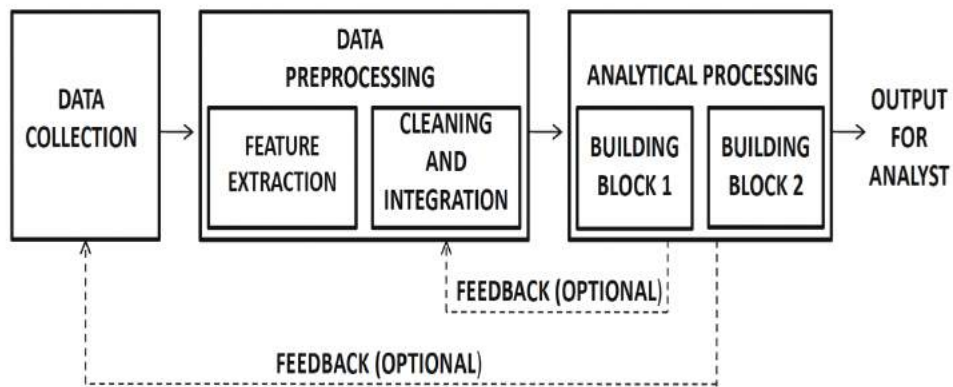 DATA
COLLECTION
DATA
PREPROCESSING
FEATURE
EXTRACTION
CLEANING
AND
INTEGRATION
ANALYTICAL PROCESSING
BUILDING
BLOCK 1
BUILDING
BLOCK 2
OUTPUT
FOR
ANALYST
FEEDBACK (OPTIONAL)
FEEDBACK (OPTIONAL)